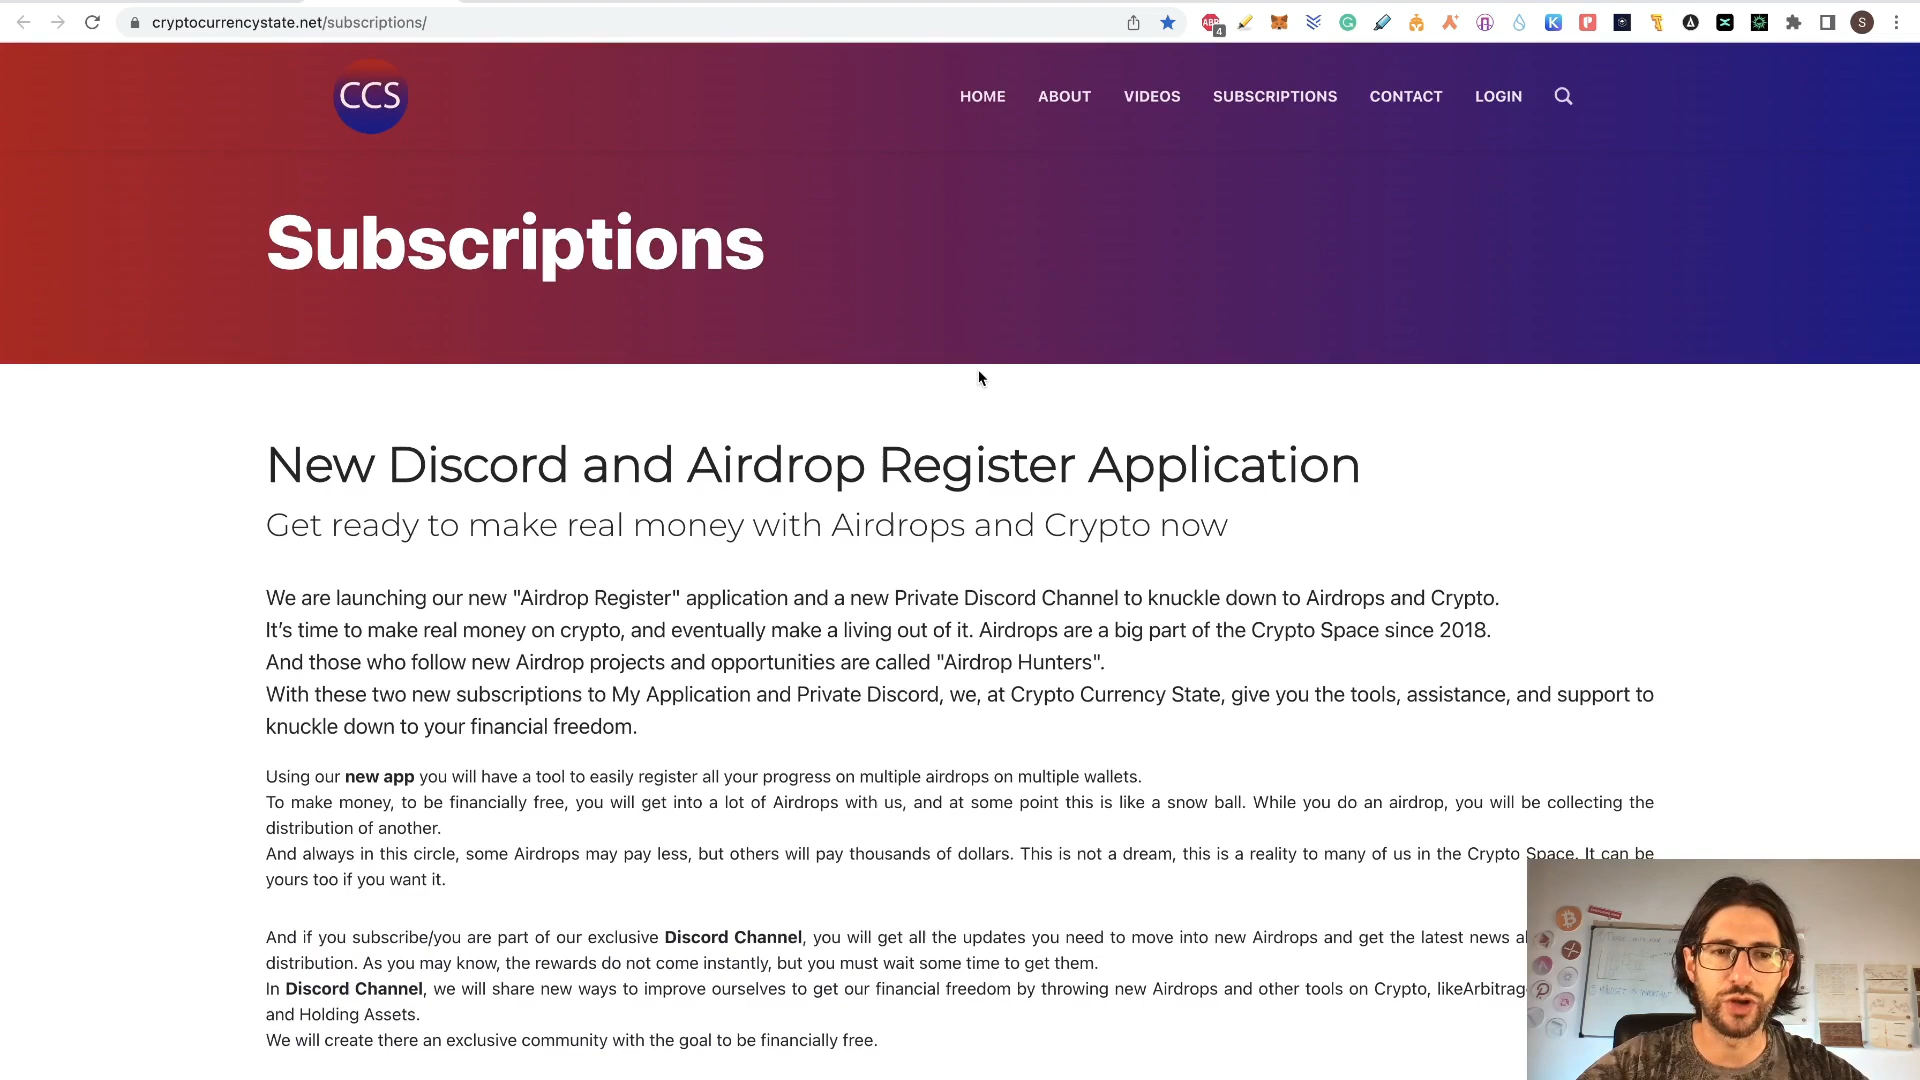 cryptocurrencystate.net/subscriptions/
ABP
4
S
CCS
HOME
ABOUT
VIDEOS
SUBSCRIPTIONS
CONTACT
LOGIN
Subscriptions
New Discord and Airdrop Register Application
Get ready to make real money with Airdrops and Crypto now
We are launching our new "Airdrop Register" application and a new Private Discord Channel to knuckle down to Airdrops and Crypto.
It’s time to make real money on crypto, and eventually make a living out of it. Airdrops are a big part of the Crypto Space since 2018.
And those who follow new Airdrop projects and opportunities are called "Airdrop Hunters".
With these two new subscriptions to My Application and Private Discord, we, at Crypto Currency State, give you the tools, assistance, and support to
knuckle down to your financial freedom.
Using our new app you will have a tool to easily register all your progress on multiple airdrops on multiple wallets.
To make money, to be financially free, you will get into a lot of Airdrops with us, and at some point this is like a snow ball. While you do an airdrop, you will be collecting the
distribution of another.
And always in this circle, some Airdrops may pay less, but others will pay thousands of dollars. This is not a dream, this is a reality to many of us in the Crypto Space. It can be
yours too if you want it.
And if you subscribe/you are part of our exclusive Discord Channel, you will get all the updates you need to move into new Airdrops and get the latest news
distribution. As you may know, the rewards do not come instantly, but you must wait some time to get them.
In Discord Channel, we will share new ways to improve ourselves to get our financial freedom by throwing new Airdrops and other tools on Crypto, likeArbitrag
and Holding Assets.
We will create there an exclusive community with the goal to be financially free.